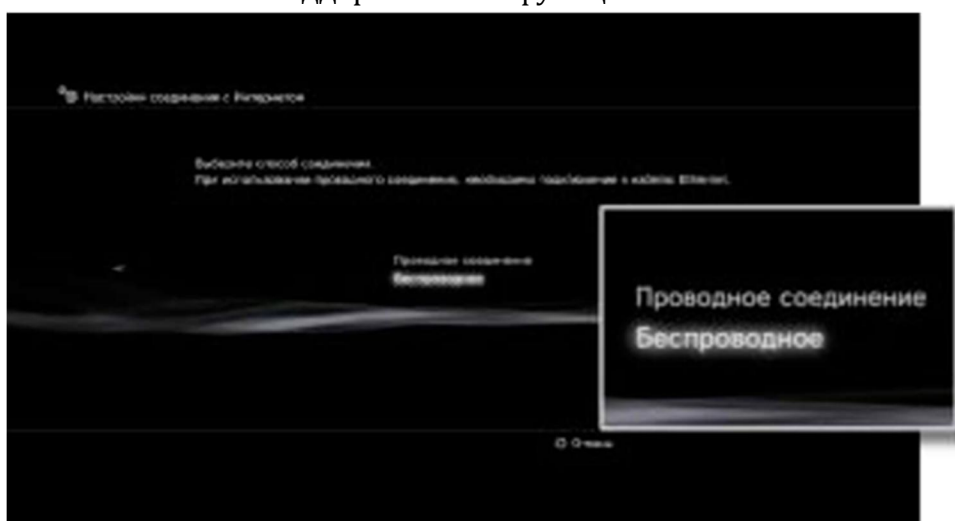 Настройки соединения с Интернетом
Выберите способ соединения.
При использовании проводного соединения, необходимо подключение к кабелю Ethernet.
Проводное соединение
Беспроводное
Проводное соединение
Беспроводное
Отмена